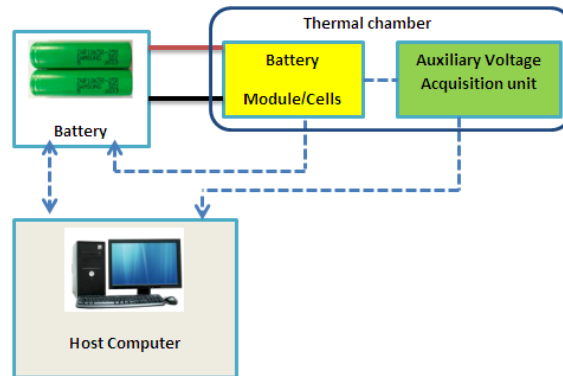 Thermal chamber
Battery
Module/Cells
Auxiliary Voltage
Acquisition unit
Battery
Host Computer